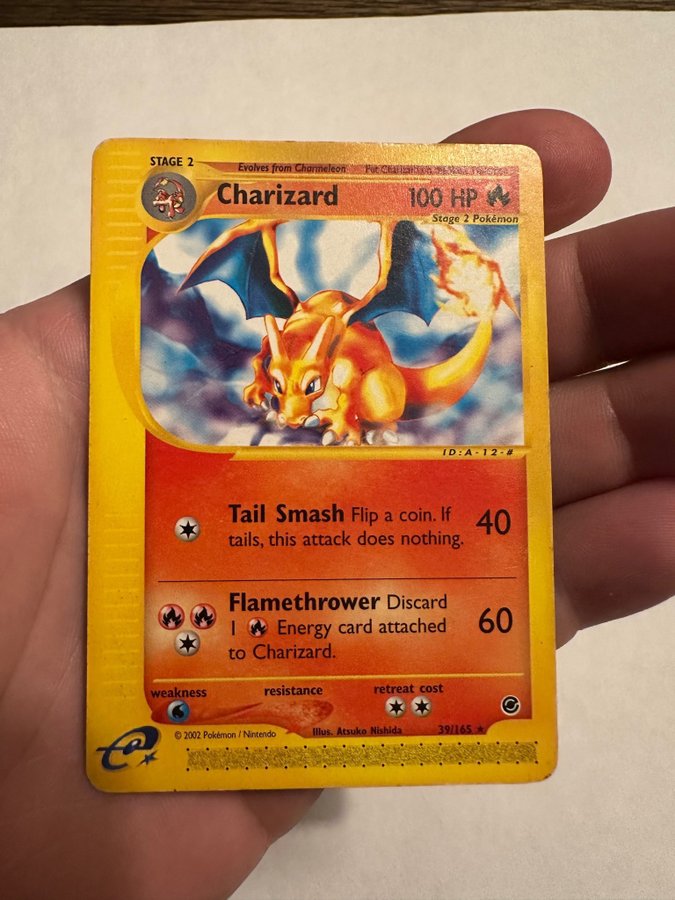 STAGE 2
Evolves from Charmeleon
Charizard 100 HP
Stage 2 Pokémon
ID:A-12-#
Tail Smash Flip a coin. If 40
tails, this attack does nothing.
Flamethrower Discard 60
1 Energy card attached
to Charizard.
weakness resistance retreat cost
Illus. Atsuko Nishida 39/165 ★
© 2002 Pokémon / Nintendo
e